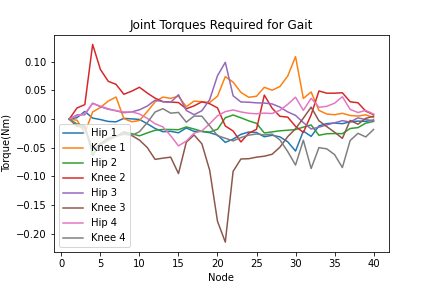 Joint Torques Required for Gait
0.10
0.05
0.00
−0.05
−0.10
−0.15
−0.20
Torque(Nm)
Hip 1
Knee 1
Hip 2
Knee 2
Hip 3
Knee 3
Hip 4
Knee 4
0 5 10 15 20 25 30 35 40
Node